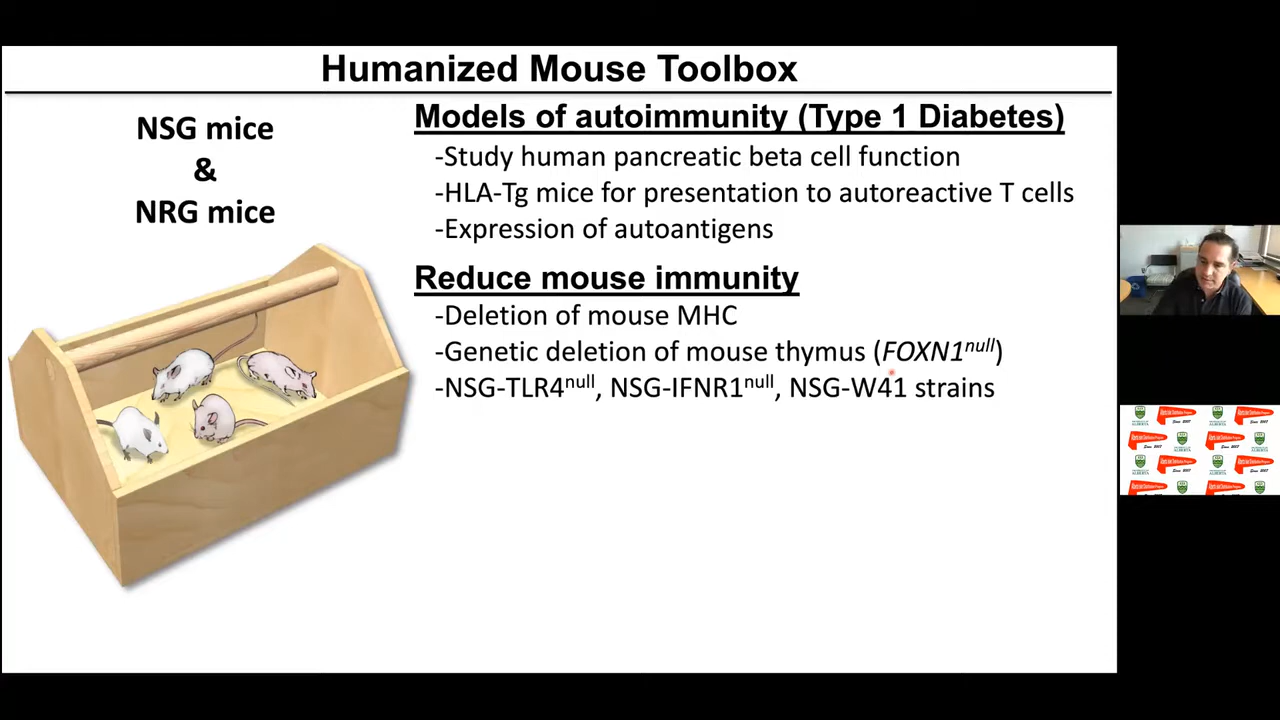 Humanized Mouse Toolbox
NSG mice
&
NRG mice
Models of autoimmunity (Type 1 Diabetes)
-Study human pancreatic beta cell function
-HLA-Tg mice for presentation to autoreactive T cells
-Expression of autoantigens
Reduce mouse immunity
-Deletion of mouse MHC
-Genetic deletion of mouse thymus (FOXN1null)
-NSG-TLR4null, NSG-IFNR1null, NSG-W41 strains